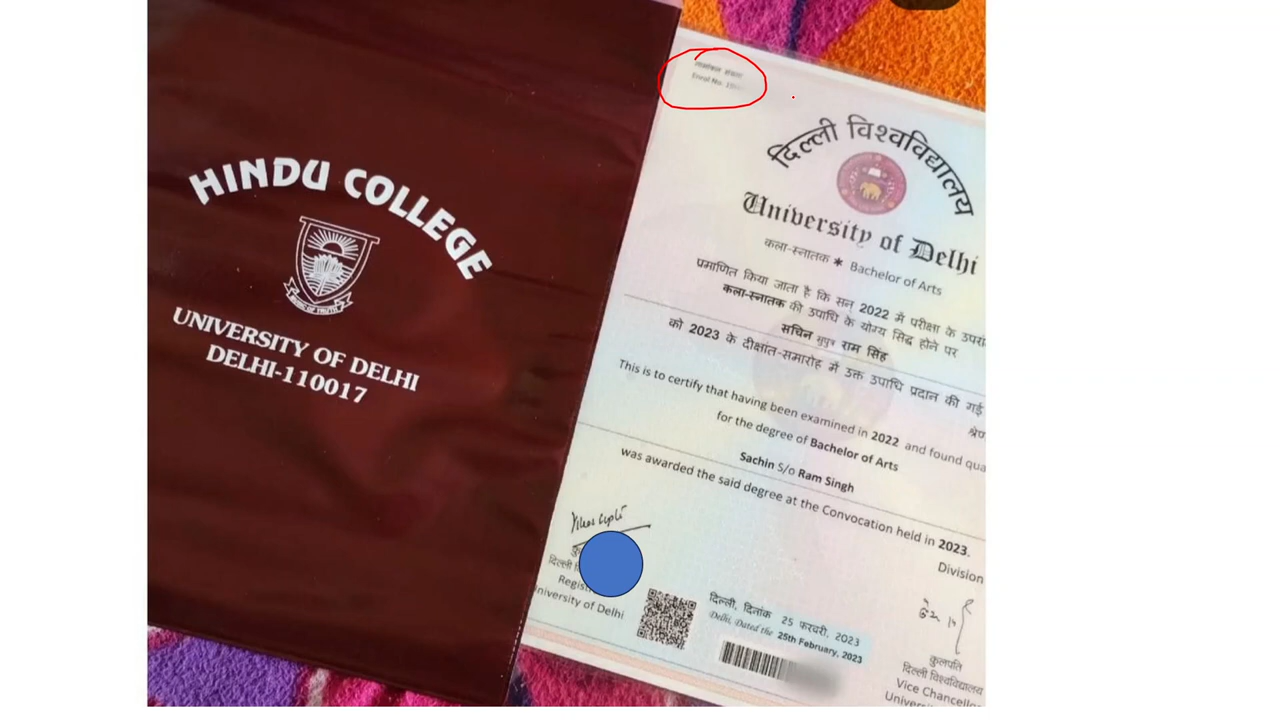 HINDU COLLEGE
UNIVERSITY OF DELHI
DELHI-110017
नामांकन संख्या
Enrol No.
दिल्ली विश्वविद्यालय
University of Delhi
कला-स्नातक * Bachelor of Arts
प्रमाणित किया जाता है कि सन् 2022 में परीक्षा के
कला-स्नातक की उपाधि के योग्य सिद्ध होने पर
सचिन सुपुत्र राम सिंह
को 2023 के दीक्षांत-समारोह में उक्त उपाधि प्रदान की गई
This is to certify that having been examined in 2022 and found
for the degree of Bachelor of Arts
Sachin S/o Ram Singh
was awarded the said degree at the Convocation held in 2023.
Division
दिल्ली
University of Delhi
दिल्ली, दिनांक 25 फरवरी, 2023
Delhi, Dated the 25th February, 2023
कुलपति
दिल्ली विश्वविद्यालय
Vice